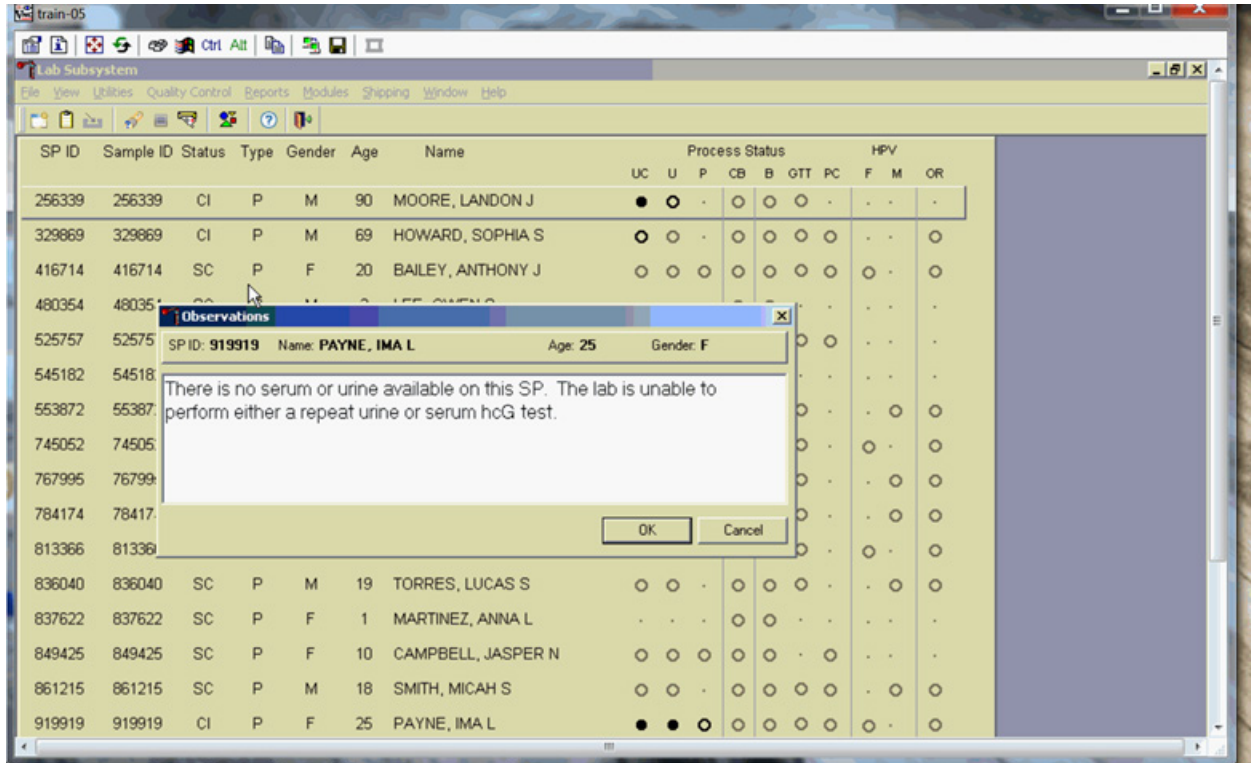 train-05
Ctrl Alt
Lab Subsystem
File View Utilities Quality Control Reports Modules Shipping Window Help
SP ID Sample ID Status Type Gender Age Name Process Status HPV
UC U P CB B GTT PC F M OR
256339 256339 CI P M 90 MOORE, LANDON J
329869 329869 CI P M 69 HOWARD, SOPHIA S
416714 416714 SC P F 20 BAILEY, ANTHONY J
480354
525757
545182
553872
745052
767995
784174
813366
Observations
SP ID: 919919 Name: PAYNE, IMA L Age: 25 Gender: F
There is no serum or urine available on this SP. The lab is unable to
perform either a repeat urine or serum hcG test.
OK Cancel
836040 836040 SC P M 19 TORRES, LUCAS S
837622 837622 SC P F 1 MARTINEZ, ANNA L
849425 849425 SC P F 10 CAMPBELL, JASPER N
861215 861215 SC P M 18 SMITH, MICAH S
919919 919919 CI P F 25 PAYNE, IMA L